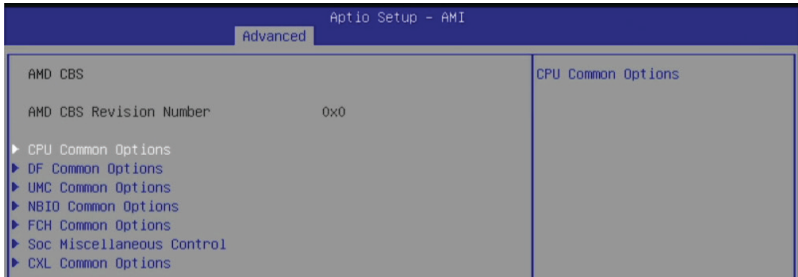 Aptio Setup - AMI
Advanced
AMD CBS
CPU Common Options
AMD CBS Revision Number 0x0
CPU Common Options
DF Common Options
UMC Common Options
NBIO Common Options
FCH Common Options
Soc Miscellaneous Control
CXL Common Options